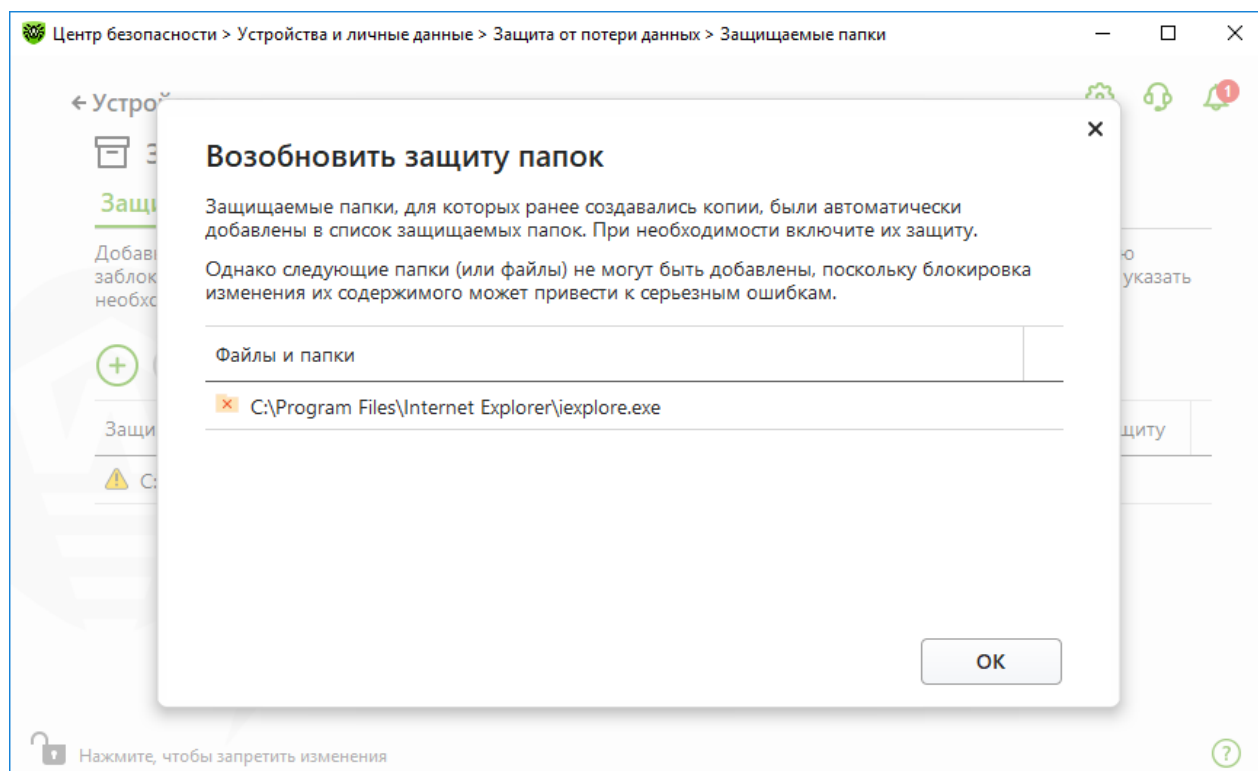 Центр безопасности > Устройства и личные данные > Защита от потери данных > Защищаемые папки
1
Возобновить защиту папок
Защищаемые папки, для которых ранее создавались копии, были автоматически
добавлены в список защищаемых папок. При необходимости включите их защиту.
Однако следующие папки (или файлы) не могут быть добавлены, поскольку блокировка
изменения их содержимого может привести к серьезным ошибкам.
указать
Файлы и папки
C:\Program Files\Internet Explorer\iexplore.exe
C:
OK
Нажмите, чтобы запретить изменения
?